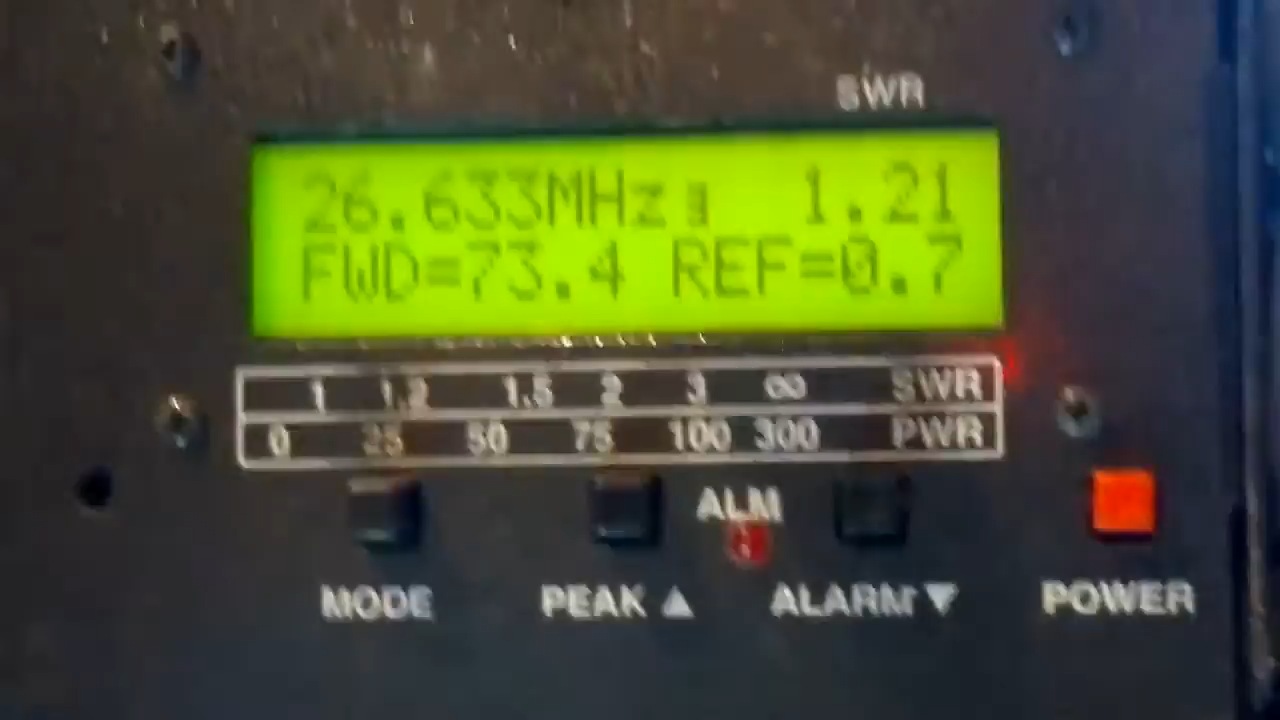 SWR
26.633MHz 1.21
FWD=73.4 REF=0.7
1 1.2 1.5 2 3 ∞ SWR
0 25 50 75 100 300 PWR
ALM
MODE PEAK ▲ ALARM ▼ POWER